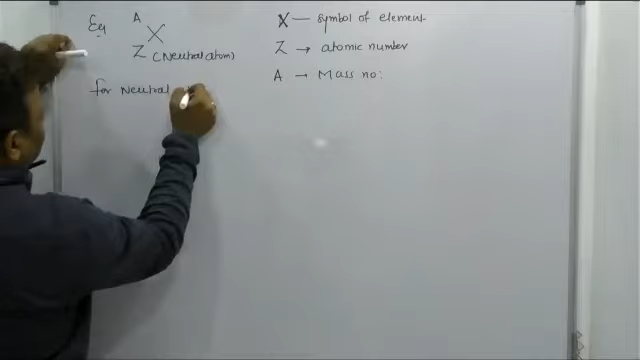 Eg
A
X
Z (Neutral atom)
for Neutral
X — symbol of element
Z → atomic number
A → Mass no: